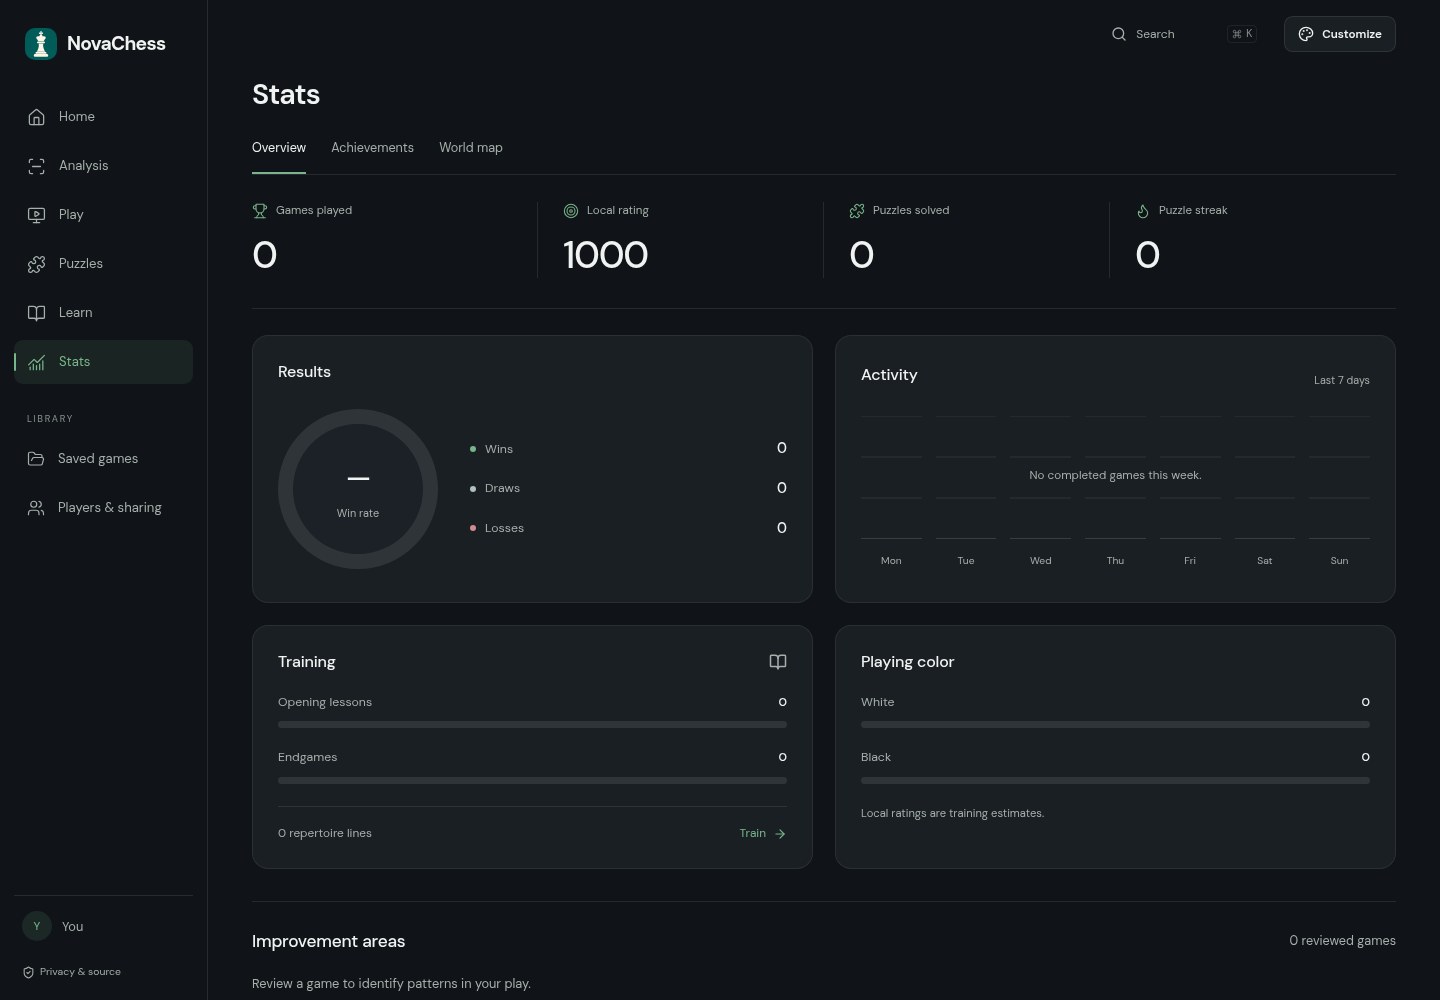 NovaChess
Search
⌘ K
Customize
Home
Analysis
Play
Puzzles
Learn
Stats
LIBRARY
Saved games
Players & sharing
Y
You
Privacy & source
Stats
Overview
Achievements
World map
Games played
0
Local rating
1000
Puzzles solved
0
Puzzle streak
0
Results
—
Win rate
Wins 0
Draws 0
Losses 0
Activity
Last 7 days
No completed games this week.
Mon Tue Wed Thu Fri Sat Sun
Training
Opening lessons 0
Endgames 0
0 repertoire lines
Train
Playing color
White 0
Black 0
Local ratings are training estimates.
Improvement areas
0 reviewed games
Review a game to identify patterns in your play.